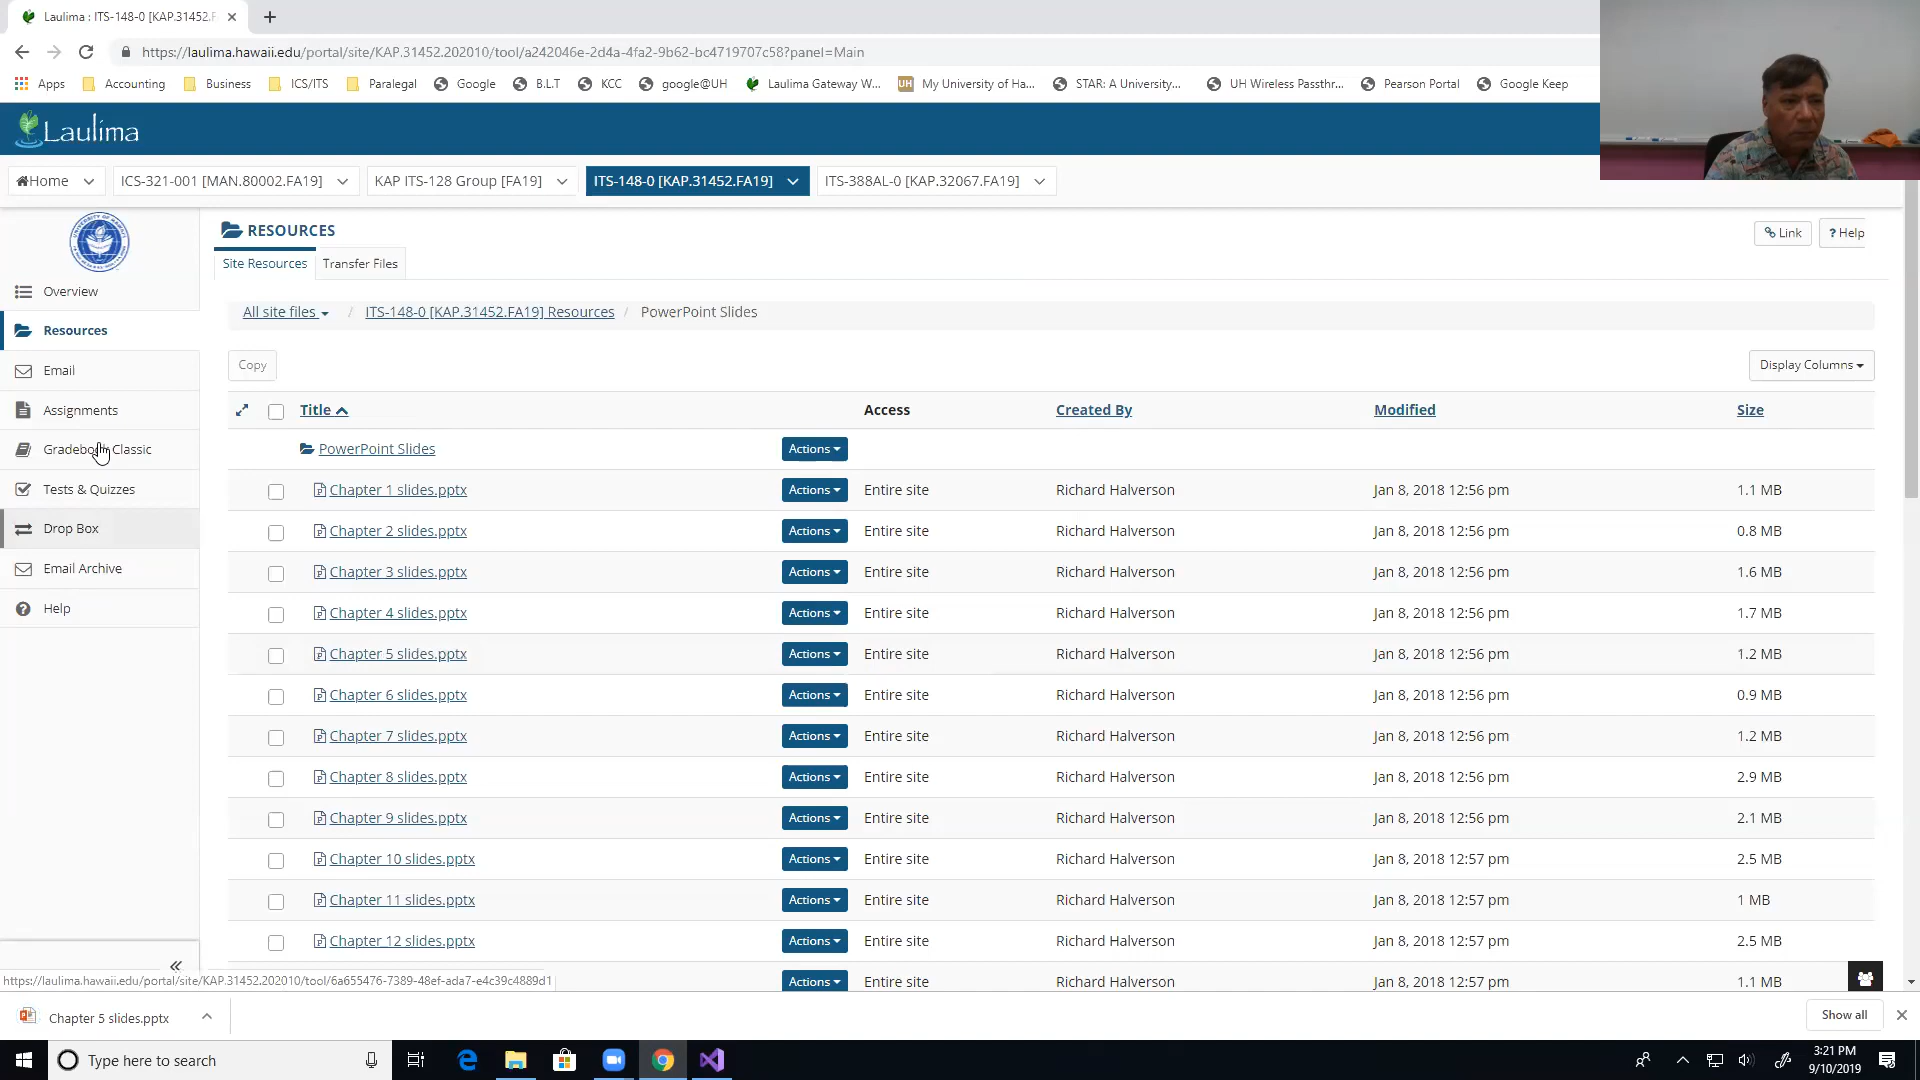 Laulima : ITS-148-0 [KAP.31452.F
https://laulima.hawaii.edu/portal/site/KAP.31452.202010/tool/a242046e-2d4a-4fa2-9b62-bc4719707c58?panel=Main
Apps Accounting Business ICS/ITS Paralegal Google B.L.T KCC google@UH Laulima Gateway W... My University of Ha... STAR: A University... UH Wireless Passthr... Pearson Portal Google Keep
Laulima
Home ICS-321-001 [MAN.80002.FA19] KAP ITS-128 Group [FA19] ITS-148-0 [KAP.31452.FA19] ITS-388AL-0 [KAP.32067.FA19]
RESOURCES
Link ? Help
Site Resources Transfer Files
Overview
Resources
Email
Assignments
Gradebook Classic
Tests & Quizzes
Drop Box
Email Archive
Help
All site files / ITS-148-0 [KAP.31452.FA19] Resources / PowerPoint Slides
Copy Display Columns
Title Access Created By Modified Size
PowerPoint Slides Actions
Chapter 1 slides.pptx Actions Entire site Richard Halverson Jan 8, 2018 12:56 pm 1.1 MB
Chapter 2 slides.pptx Actions Entire site Richard Halverson Jan 8, 2018 12:56 pm 0.8 MB
Chapter 3 slides.pptx Actions Entire site Richard Halverson Jan 8, 2018 12:56 pm 1.6 MB
Chapter 4 slides.pptx Actions Entire site Richard Halverson Jan 8, 2018 12:56 pm 1.7 MB
Chapter 5 slides.pptx Actions Entire site Richard Halverson Jan 8, 2018 12:56 pm 1.2 MB
Chapter 6 slides.pptx Actions Entire site Richard Halverson Jan 8, 2018 12:56 pm 0.9 MB
Chapter 7 slides.pptx Actions Entire site Richard Halverson Jan 8, 2018 12:56 pm 1.2 MB
Chapter 8 slides.pptx Actions Entire site Richard Halverson Jan 8, 2018 12:56 pm 2.9 MB
Chapter 9 slides.pptx Actions Entire site Richard Halverson Jan 8, 2018 12:56 pm 2.1 MB
Chapter 10 slides.pptx Actions Entire site Richard Halverson Jan 8, 2018 12:57 pm 2.5 MB
Chapter 11 slides.pptx Actions Entire site Richard Halverson Jan 8, 2018 12:57 pm 1 MB
Chapter 12 slides.pptx Actions Entire site Richard Halverson Jan 8, 2018 12:57 pm 2.5 MB
Actions Entire site Richard Halverson Jan 8, 2018 12:57 pm 1.1 MB
https://laulima.hawaii.edu/portal/site/KAP.31452.202010/tool/6a655476-7389-48ef-ada7-e4c39c4889d1
Chapter 5 slides.pptx Show all
Type here to search
3:21 PM
9/10/2019